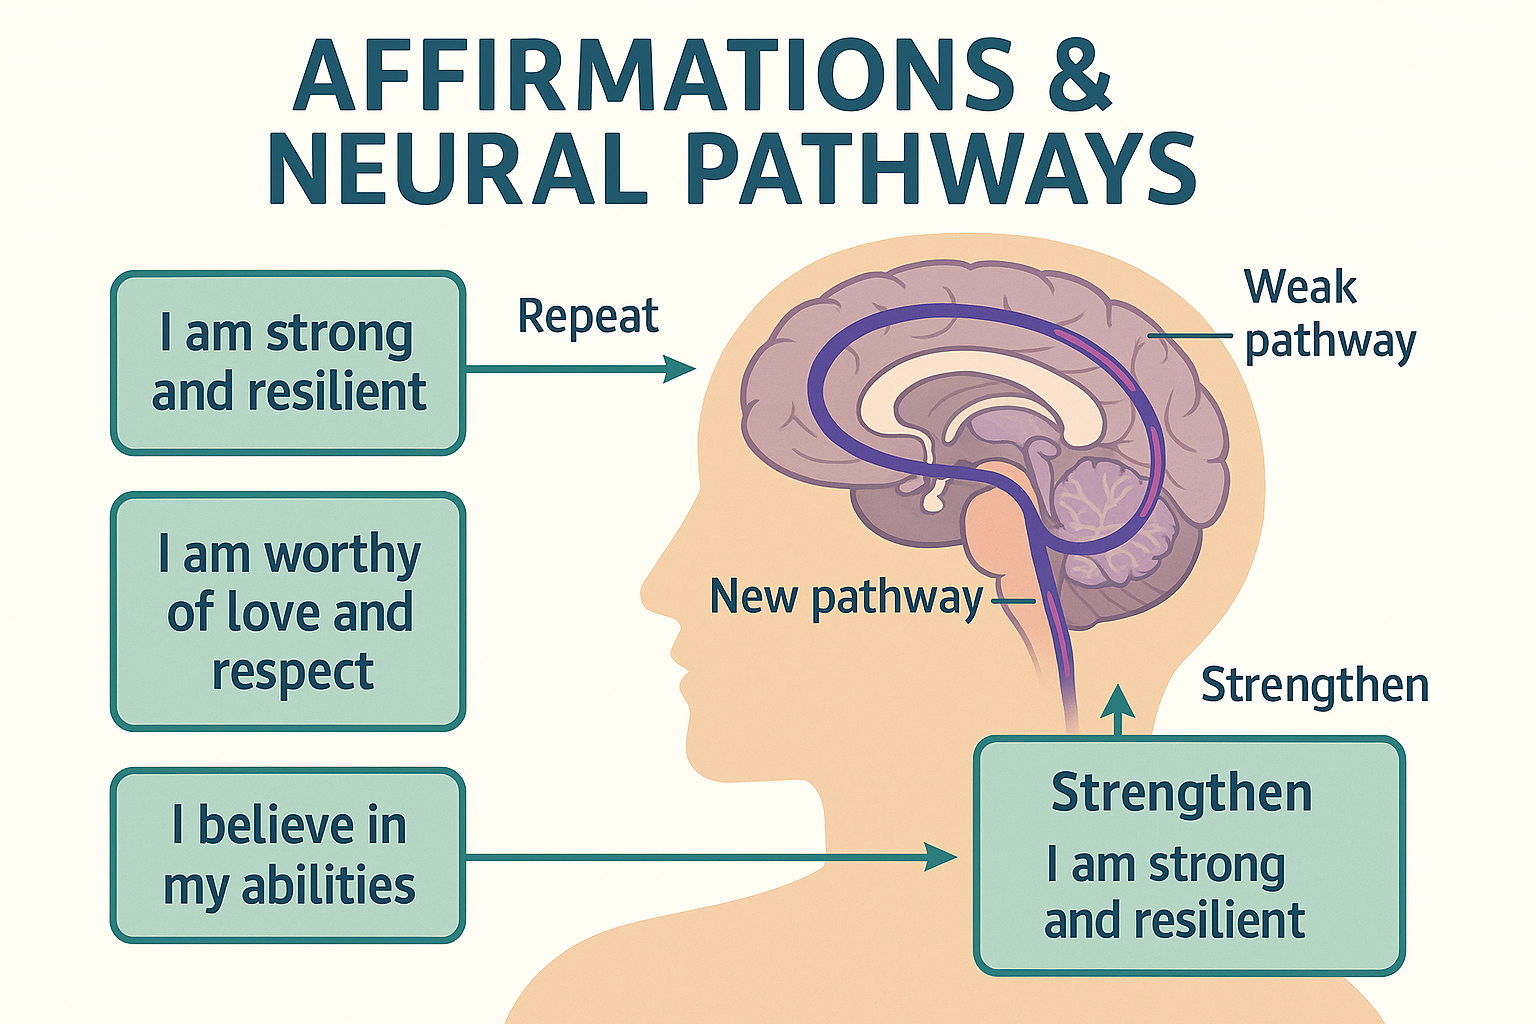 AFFIRMATIONS &
NEURAL PATHWAYS
I am strong
and resilient
Repeat
Weak
pathway
I am worthy
of love and
respect
New pathway
Strengthen
I believe in
my abilities
Strengthen
I am strong
and resilient